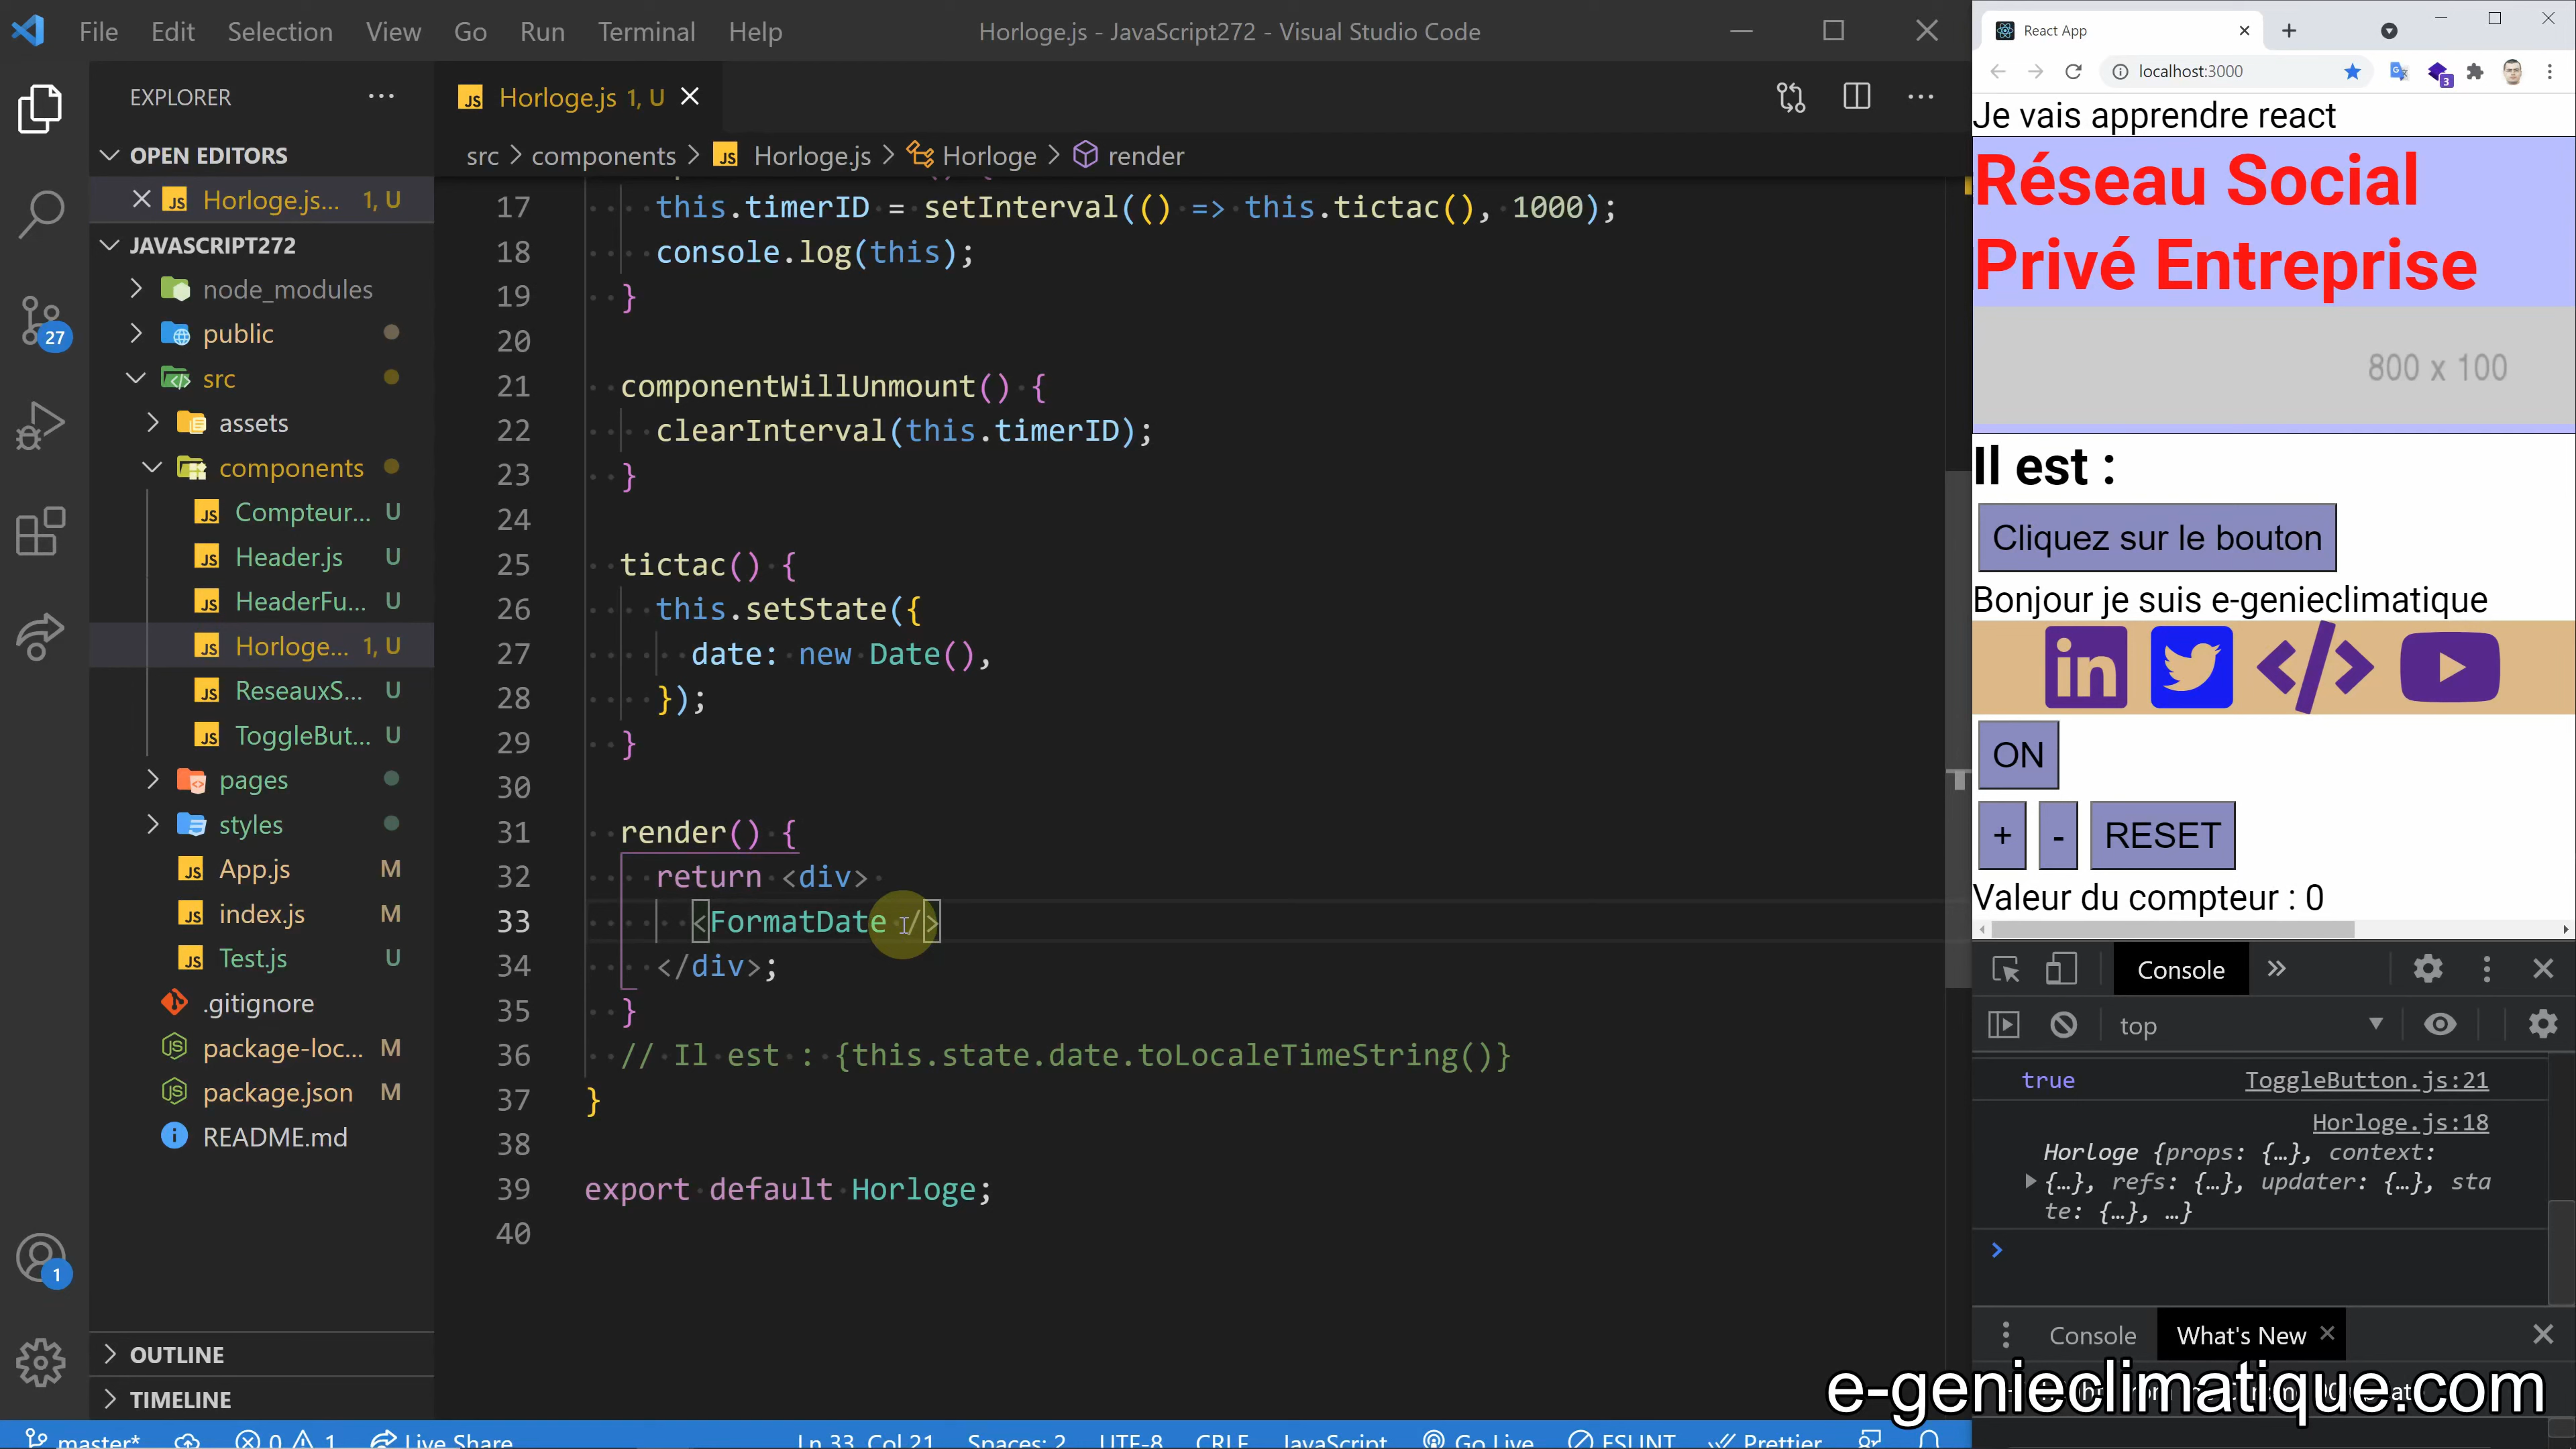 File Edit Selection View Go Run Terminal Help
Horloge.js - JavaScript272 - Visual Studio Code
EXPLORER
OPEN EDITORS
Horloge.js... 1, U
JAVASCRIPT272
node_modules
public
src
assets
components
Compteur... U
Header.js U
HeaderFu... U
Horloge... 1, U
ReseauxS... U
ToggleBut... U
pages
styles
App.js M
index.js M
Test.js U
.gitignore
package-loc... M
package.json M
README.md
OUTLINE
TIMELINE
27
1
Horloge.js 1, U
src > components > JS Horloge.js > Horloge > render
17 this.timerID = setInterval(() => this.tictac(), 1000);
18 console.log(this);
19 }
20
21 componentWillUnmount() {
22 clearInterval(this.timerID);
23 }
24
25 tictac() {
26 this.setState({
27 date: new Date(),
28 });
29 }
30
31 render() {
32 return <div>
33 <FormatDate />
34 </div>;
35 }
36 // Il est : {this.state.date.toLocaleTimeString()}
37 }
38
39 export default Horloge;
40
master* 0 1 Live Share Ln 33, Col 21 Spaces: 2 UTF-8 CRLF JavaScript Go Live ESLINT Prettier
React App
localhost:3000
3
Je vais apprendre react
Réseau Social
Privé Entreprise
800 x 100
Il est :
Cliquez sur le bouton
Bonjour je suis e-genieclimatique
ON
+ - RESET
Valeur du compteur : 0
Console
top
true ToggleButton.js:21
Horloge.js:18
Horloge {props: {…}, context:
{…}, refs: {…}, updater: {…}, sta
te: {…}, …}
Console What's New
e-genieclimatique.com